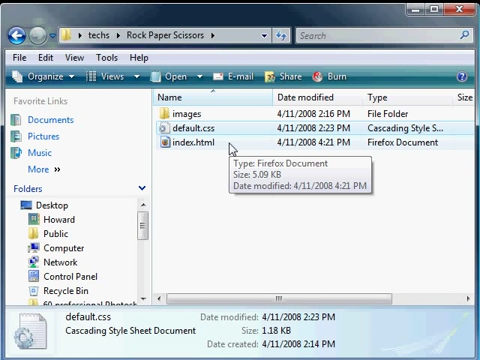 techs ▸ Rock Paper Scissors ▸
Search
File Edit View Tools Help
Organize Views Open E-mail Share Burn
Favorite Links
Documents
Pictures
Music
More »
Folders
Desktop
Howard
Public
Computer
Network
Control Panel
Recycle Bin
60 professional Photosh
Name Date modified Type Size
images 4/11/2008 2:16 PM File Folder
default.css 4/11/2008 2:23 PM Cascading Style S...
index.html 4/11/2008 4:21 PM Firefox Document
Type: Firefox Document
Size: 5.09 KB
Date modified: 4/11/2008 4:21 PM
default.css Date modified: 4/11/2008 2:23 PM
Cascading Style Sheet Document Size: 1.18 KB
Date created: 4/11/2008 2:14 PM